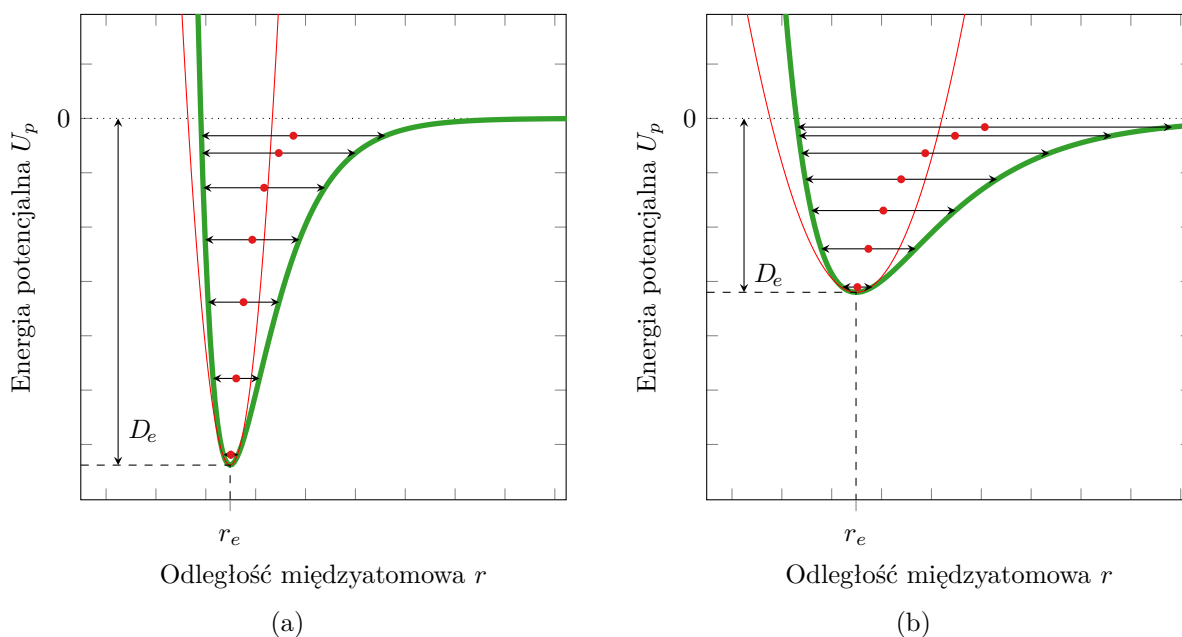 Energia potencjalna U_p
0
D_e
r_e
Odległość międzyatomowa r
(a)
Energia potencjalna U_p
0
D_e
r_e
Odległość międzyatomowa r
(b)